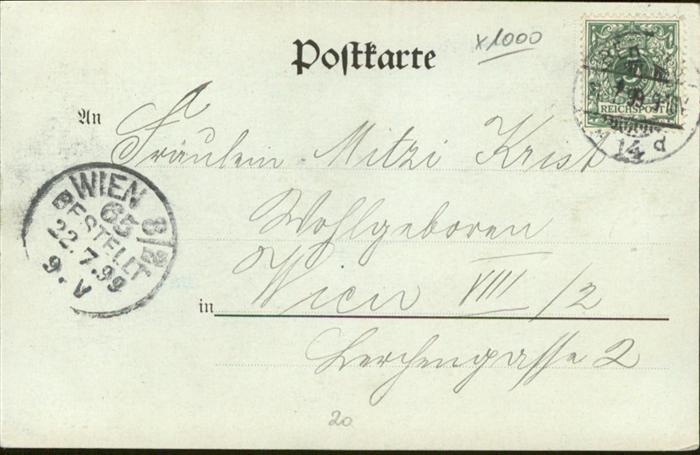 Postkarte
x1000
REICHSPOST
14 d
An
Fräulein Mitzi Krist
Wohlgeboren
in Wien VIII/2
Lerchengasse 2
WIEN 8/2
65
BESTELLT
22.7.99
9.V
20